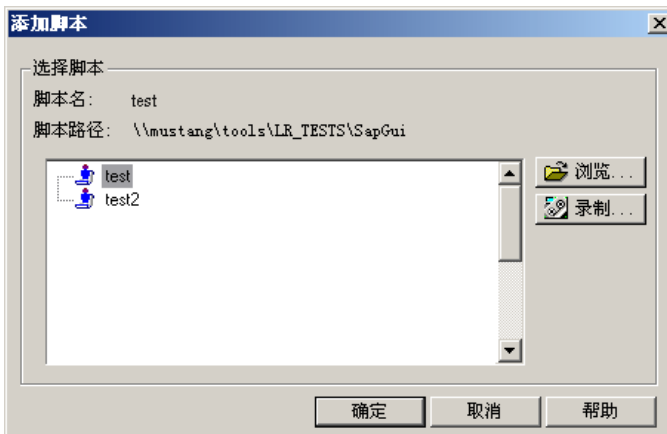 添加脚本
选择脚本
脚本名： test
脚本路径： \\mustang\tools\LR_TESTS\SapGui
test
test2
浏览...
录制...
确定
取消
帮助